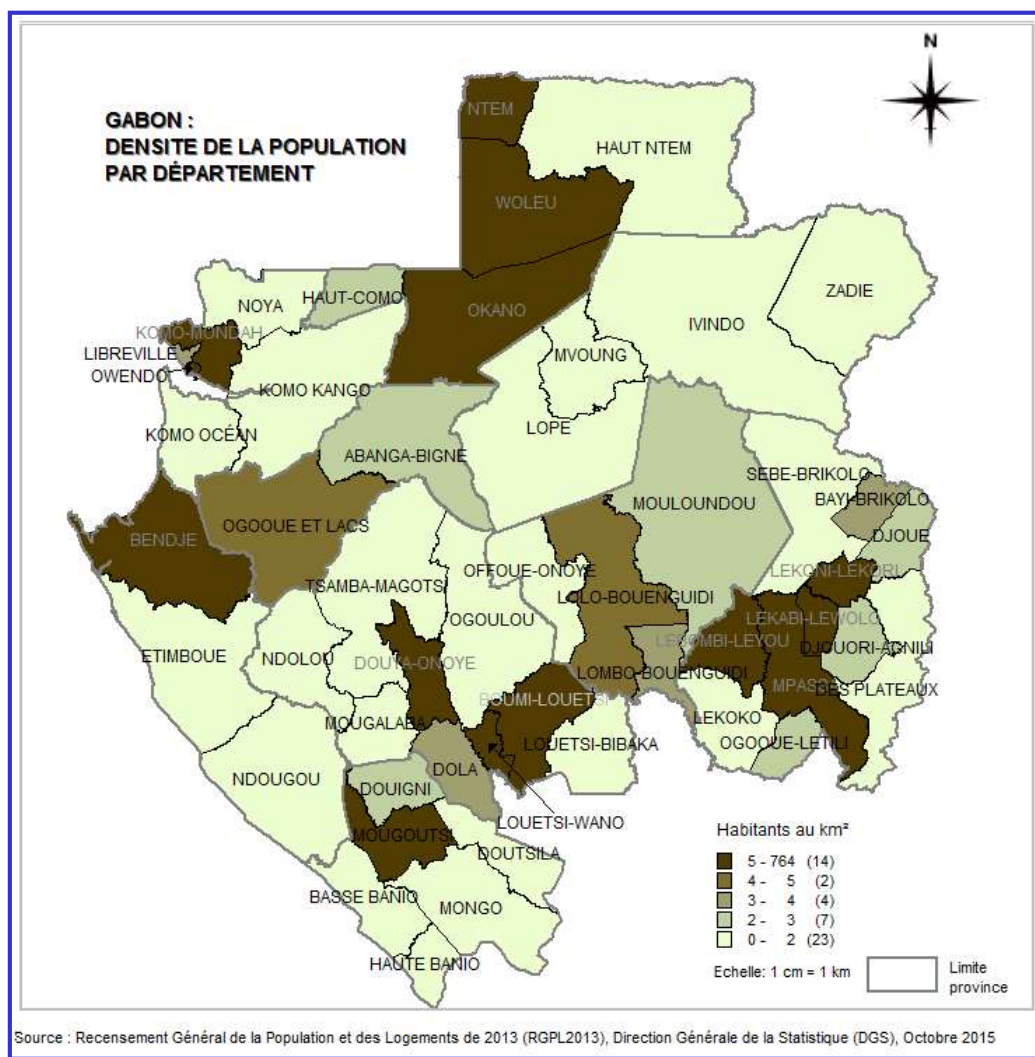 N
GABON :
DENSITE DE LA POPULATION
PAR DÉPARTEMENT
NTEM
HAUT NTEM
WOLEU
ZADIE
HAUT-COMO
NOYA
OKANO
IVINDO
KOMO-MONDAH
LIBREVILLE
MVOUNG
OWENDO
KOMO KANGO
LOPE
KOMO OCÉAN
ABANGA-BIGNE
SEBE-BRIKOLO
MOULOUNDOU
BAYI-BRIKOLO
OGOOUE ET LACS
DJOUE
BENDJE
LEKONI-LEKORI
OFFOUE-ONOYE
TSAMBA-MAGOTSI
LOLO-BOUENGUIDI
OGOULOU
LEKABI-LEWOLO
LEBOMBI-LEYOU
DJOUORI-AGNILI
ETIMBOUE
NDOLOU
DOUYA-ONOYE
LOMBO-BOUENGUIDI
MPASSA
DES PLATEAUX
BOUMI-LOUETSI
LEKOKO
MOUGALABA
OGOOUE-LETILI
LOUETSI-BIBAKA
DOLA
NDOUGOU
DOUIGNI
LOUETSI-WANO
MOUGOUTSI
DOUTSILA
BASSE BANIO
MONGO
HAUTE BANIO
Habitants au km²
5 - 764 (14)
4 - 5 (2)
3 - 4 (4)
2 - 3 (7)
0 - 2 (23)
Echelle: 1 cm = 1 km
Limite
province
Source : Recensement Général de la Population et des Logements de 2013 (RGPL2013), Direction Générale de la Statistique (DGS), Octobre 2015